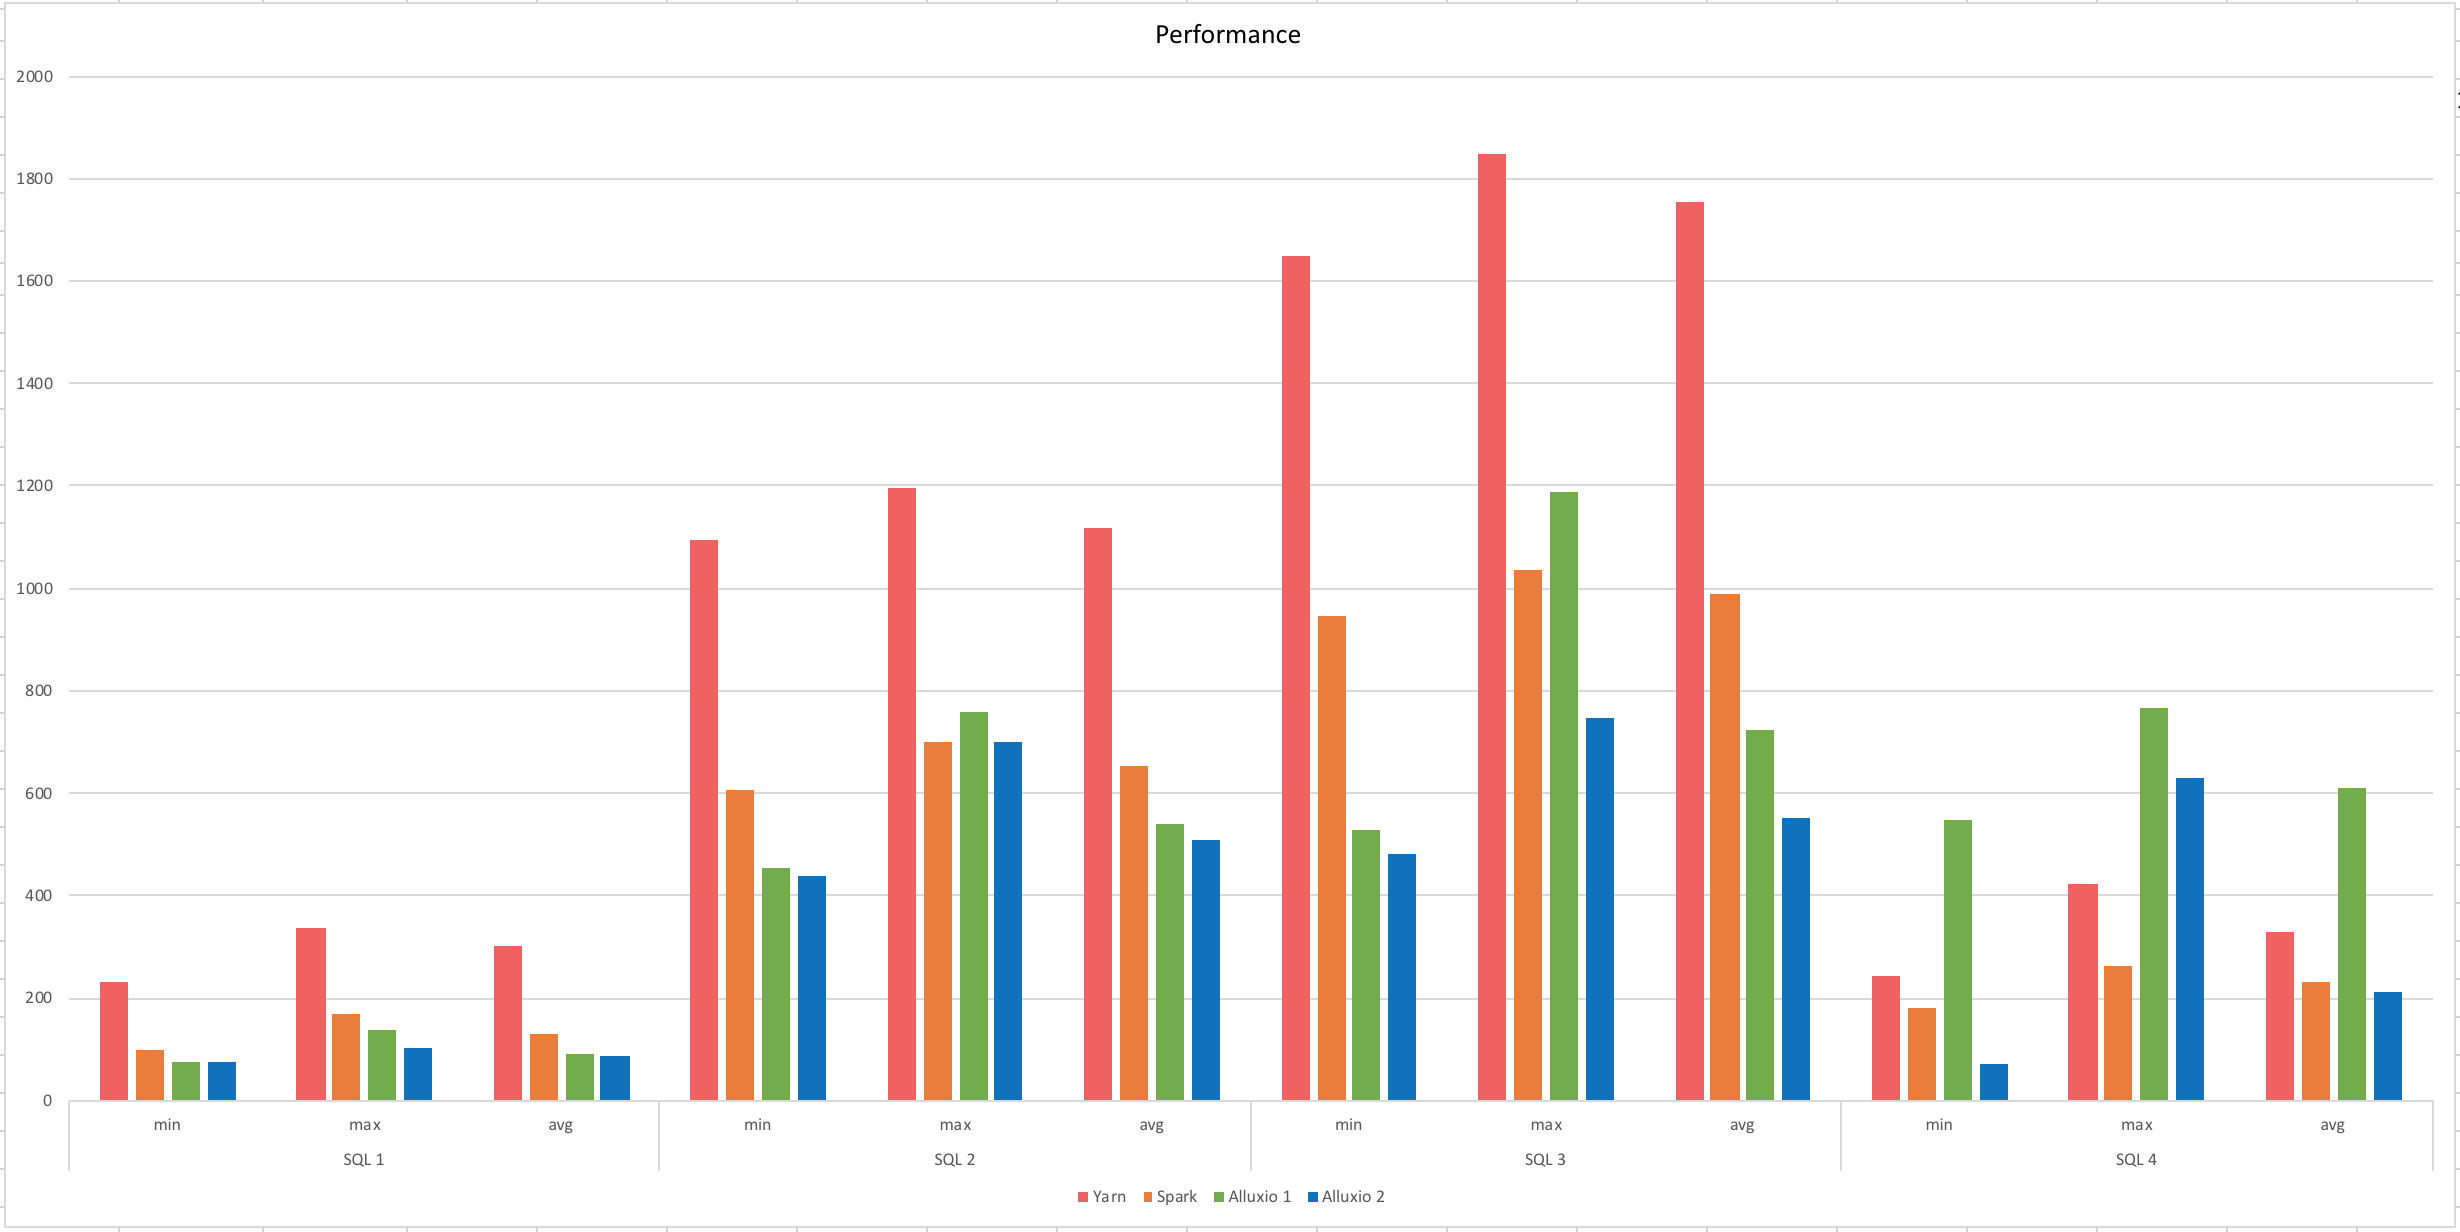 Performance
2000
1800
1600
1400
1200
1000
800
600
400
200
0
min max avg min max avg min max avg min max avg
SQL 1 SQL 2 SQL 3 SQL 4
Yarn Spark Alluxio 1 Alluxio 2